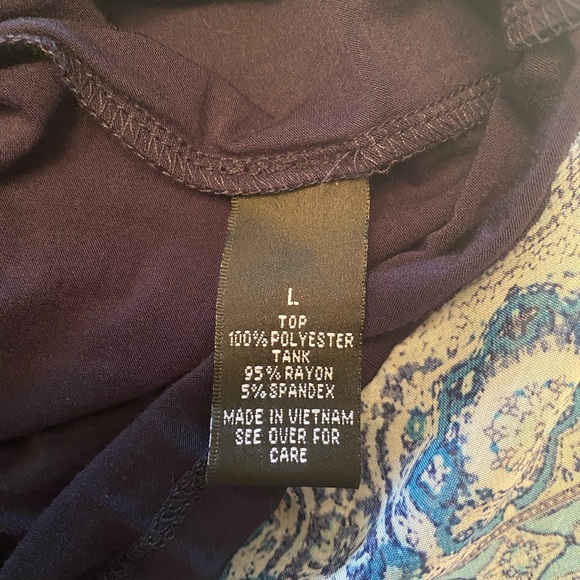 L
TOP
100% POLYESTER
TANK
95% RAYON
5% SPANDEX
MADE IN VIETNAM
SEE OVER FOR
CARE